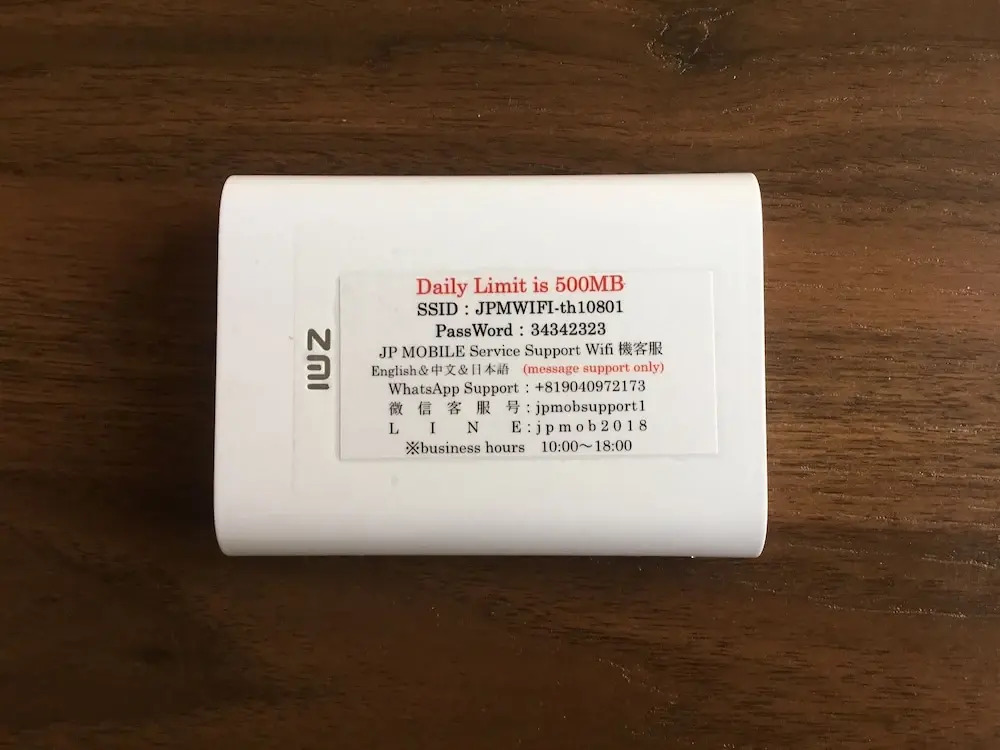 ZMI
Daily Limit is 500MB
SSID : JPMWIFI-th10801
PassWord : 34342323
JP MOBILE Service Support Wifi 機客服
English&中文&日本語 (message support only)
WhatsApp Support : +819040972173
微信客服号 : jpmobsupport1
LINE : jpmob2018
※business hours 10:00～18:00